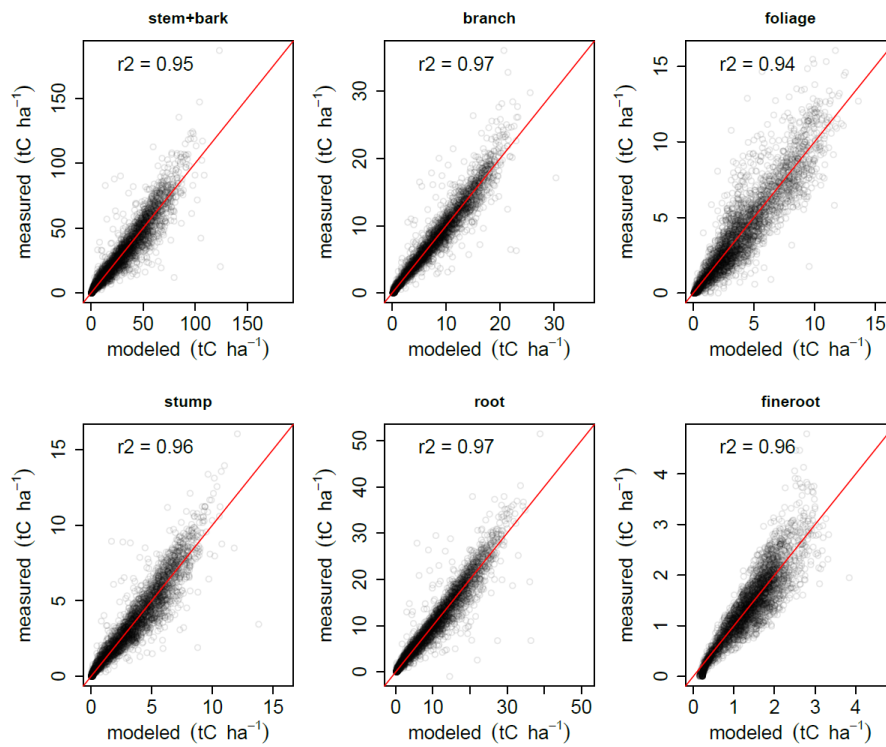 stem+bark
r2 = 0.95
measured (tC ha⁻¹)
0 50 100 150
0 50 100 150
modeled (tC ha⁻¹)
branch
r2 = 0.97
measured (tC ha⁻¹)
0 10 20 30
0 10 20 30
modeled (tC ha⁻¹)
foliage
r2 = 0.94
measured (tC ha⁻¹)
0 5 10 15
0 5 10 15
modeled (tC ha⁻¹)
stump
r2 = 0.96
measured (tC ha⁻¹)
0 5 10 15
0 5 10 15
modeled (tC ha⁻¹)
root
r2 = 0.97
measured (tC ha⁻¹)
0 10 20 30 40 50
0 10 30 50
modeled (tC ha⁻¹)
fineroot
r2 = 0.96
measured (tC ha⁻¹)
0 1 2 3 4
0 1 2 3 4
modeled (tC ha⁻¹)